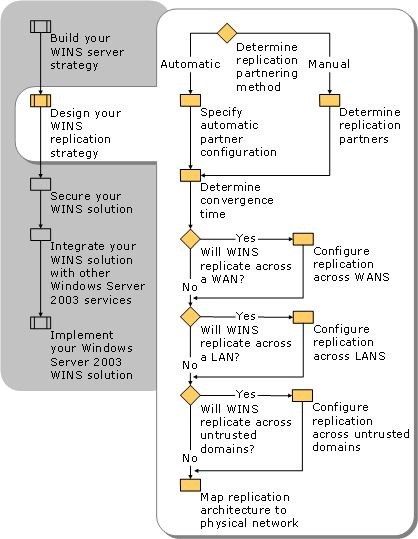 Build your
WINS server
strategy
Design your
WINS
replication
strategy
Secure your
WINS solution
Integrate your
WINS solution
with other
Windows Server
2003 services
Implement
your Windows
Server 2003
WINS solution
Determine
replication
partnering
method
Automatic
Manual
Specify
automatic
partner
configuration
Determine
replication
partners
Determine
convergence
time
Yes
Will WINS
replicate across
a WAN?
No
Configure
replication
across WANS
Yes
Will WINS
replicate across
a LAN?
No
Configure
replication
across LANS
Yes
Will WINS
replicate across
untrusted
domains?
No
Configure
replication
across untrusted
domains
Map replication
architecture to
physical network